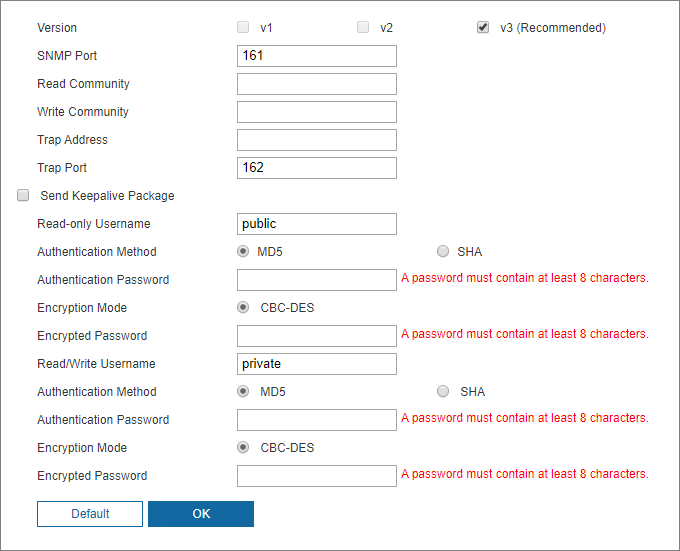 Version v1 v2 v3 (Recommended)
SNMP Port 161
Read Community
Write Community
Trap Address
Trap Port 162
Send Keepalive Package
Read-only Username public
Authentication Method MD5 SHA
Authentication Password A password must contain at least 8 characters.
Encryption Mode CBC-DES
Encrypted Password A password must contain at least 8 characters.
Read/Write Username private
Authentication Method MD5 SHA
Authentication Password A password must contain at least 8 characters.
Encryption Mode CBC-DES
Encrypted Password A password must contain at least 8 characters.
Default OK